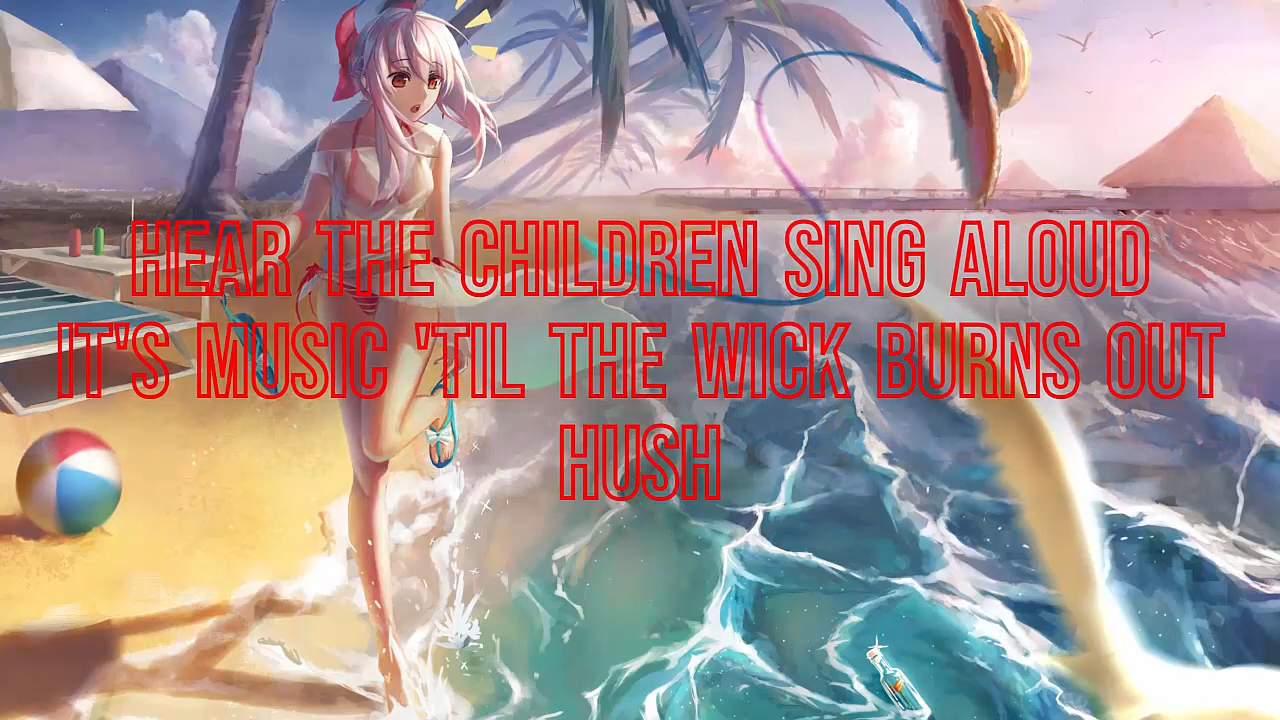 HEAR THE CHILDREN SING ALOUD
IT'S MUSIC 'TIL THE WICK BURNS OUT
HUSH